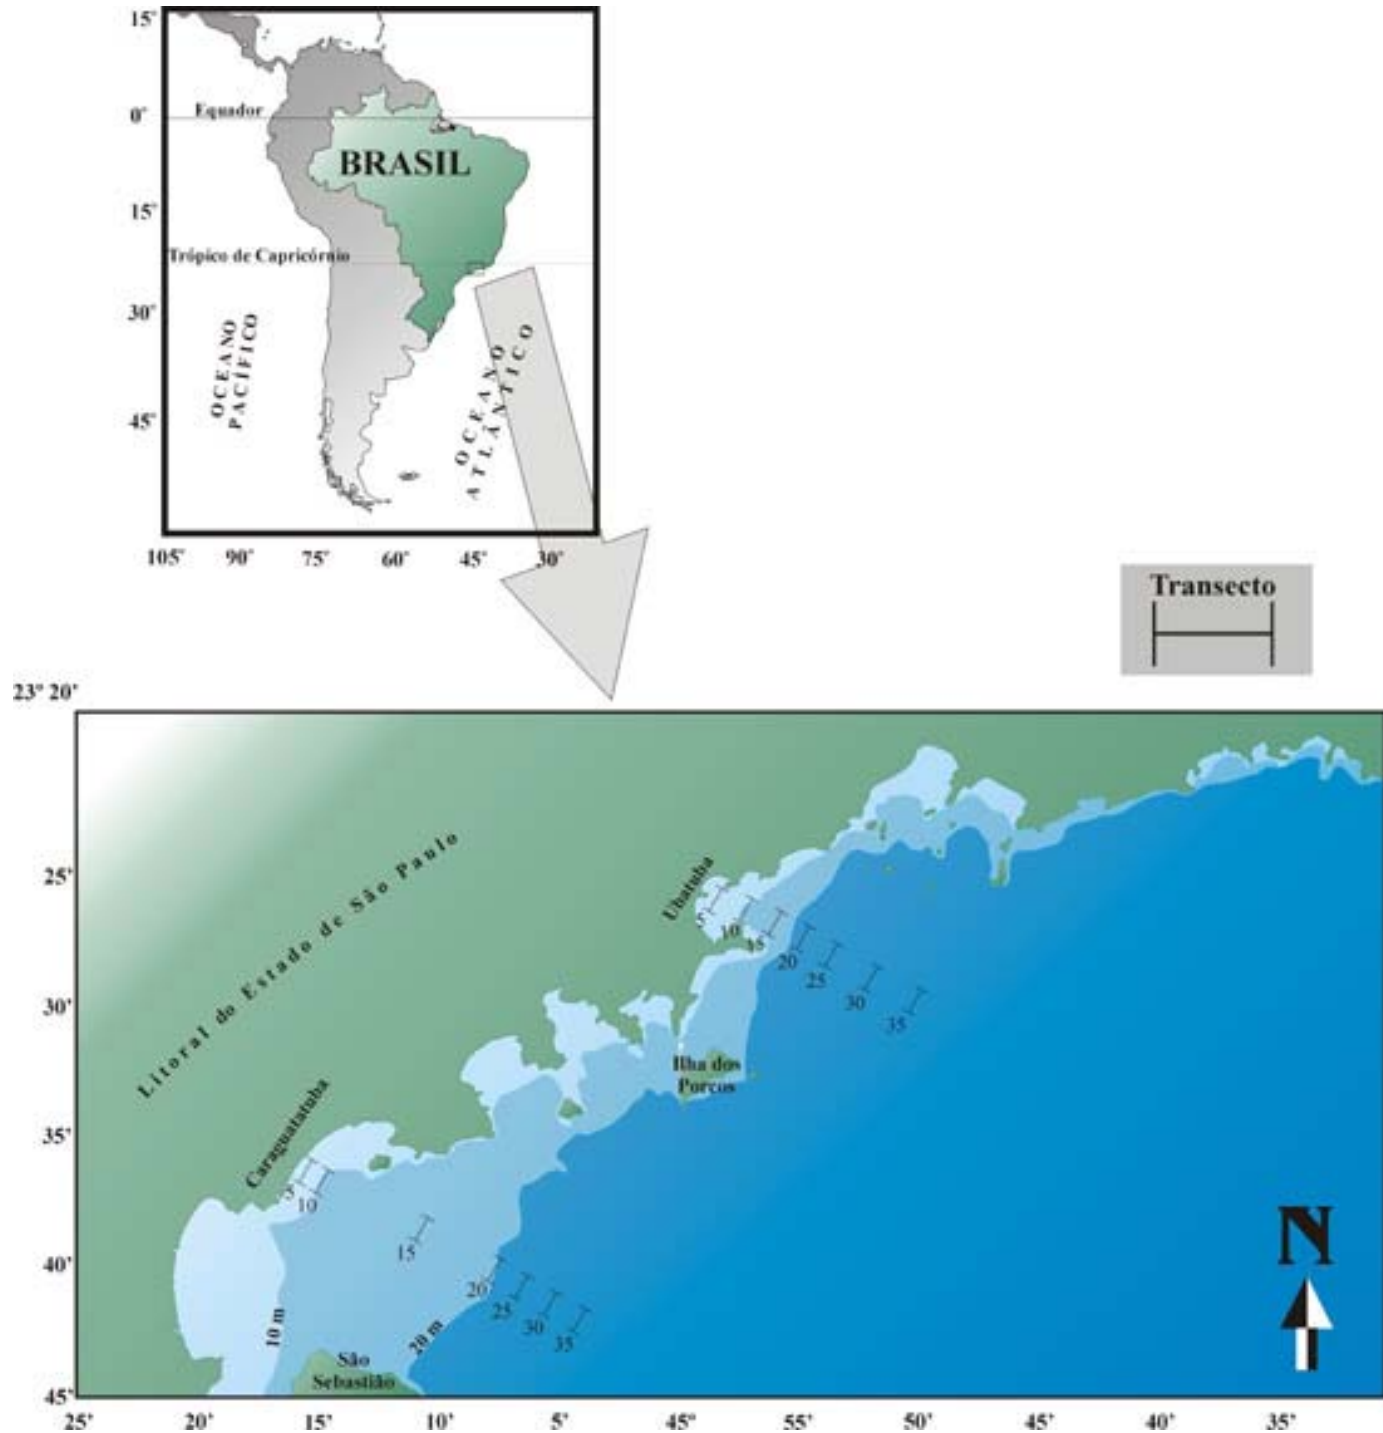 15°
Equador
0°
BRASIL
15°
Trópico de Capricórnio
30°
OCEANO
PACÍFICO
OCEANO
ATLÂNTICO
45°
105° 90° 75° 60° 45° 30°
Transecto
23° 20'
25'
30'
35'
40'
45'
Litoral do Estado de São Paulo
Ubatuba
5
10
15
20
25
30
35
Ilha dos
Porcos
Caraguatatuba
5
10
15
20
25
30
35
10 m
20 m
São
Sebastião
N
25' 20' 15' 10' 5' 45° 55' 50' 45' 40' 35'